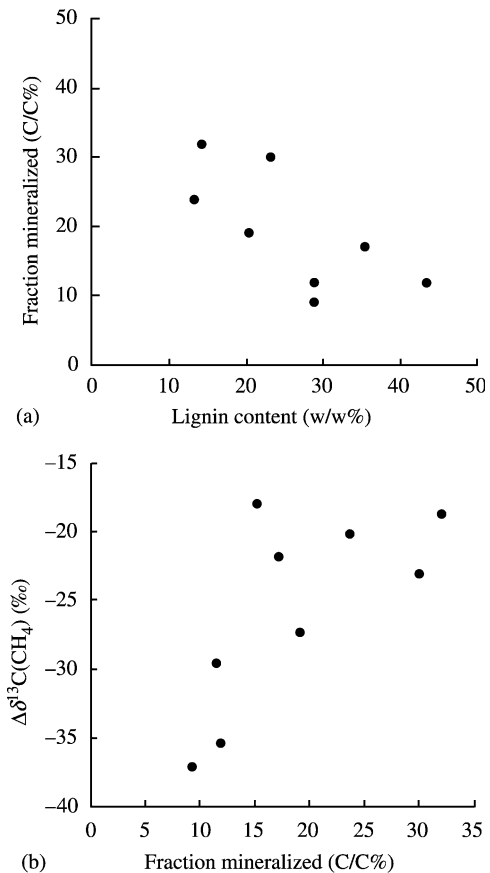 50
40
30
20
10
0
Fraction mineralized (C/C%)
0 10 20 30 40 50
(a) Lignin content (w/w%)
−15
−20
−25
−30
−35
−40
Δδ¹³C(CH₄) (‰)
0 5 10 15 20 25 30 35
(b) Fraction mineralized (C/C%)